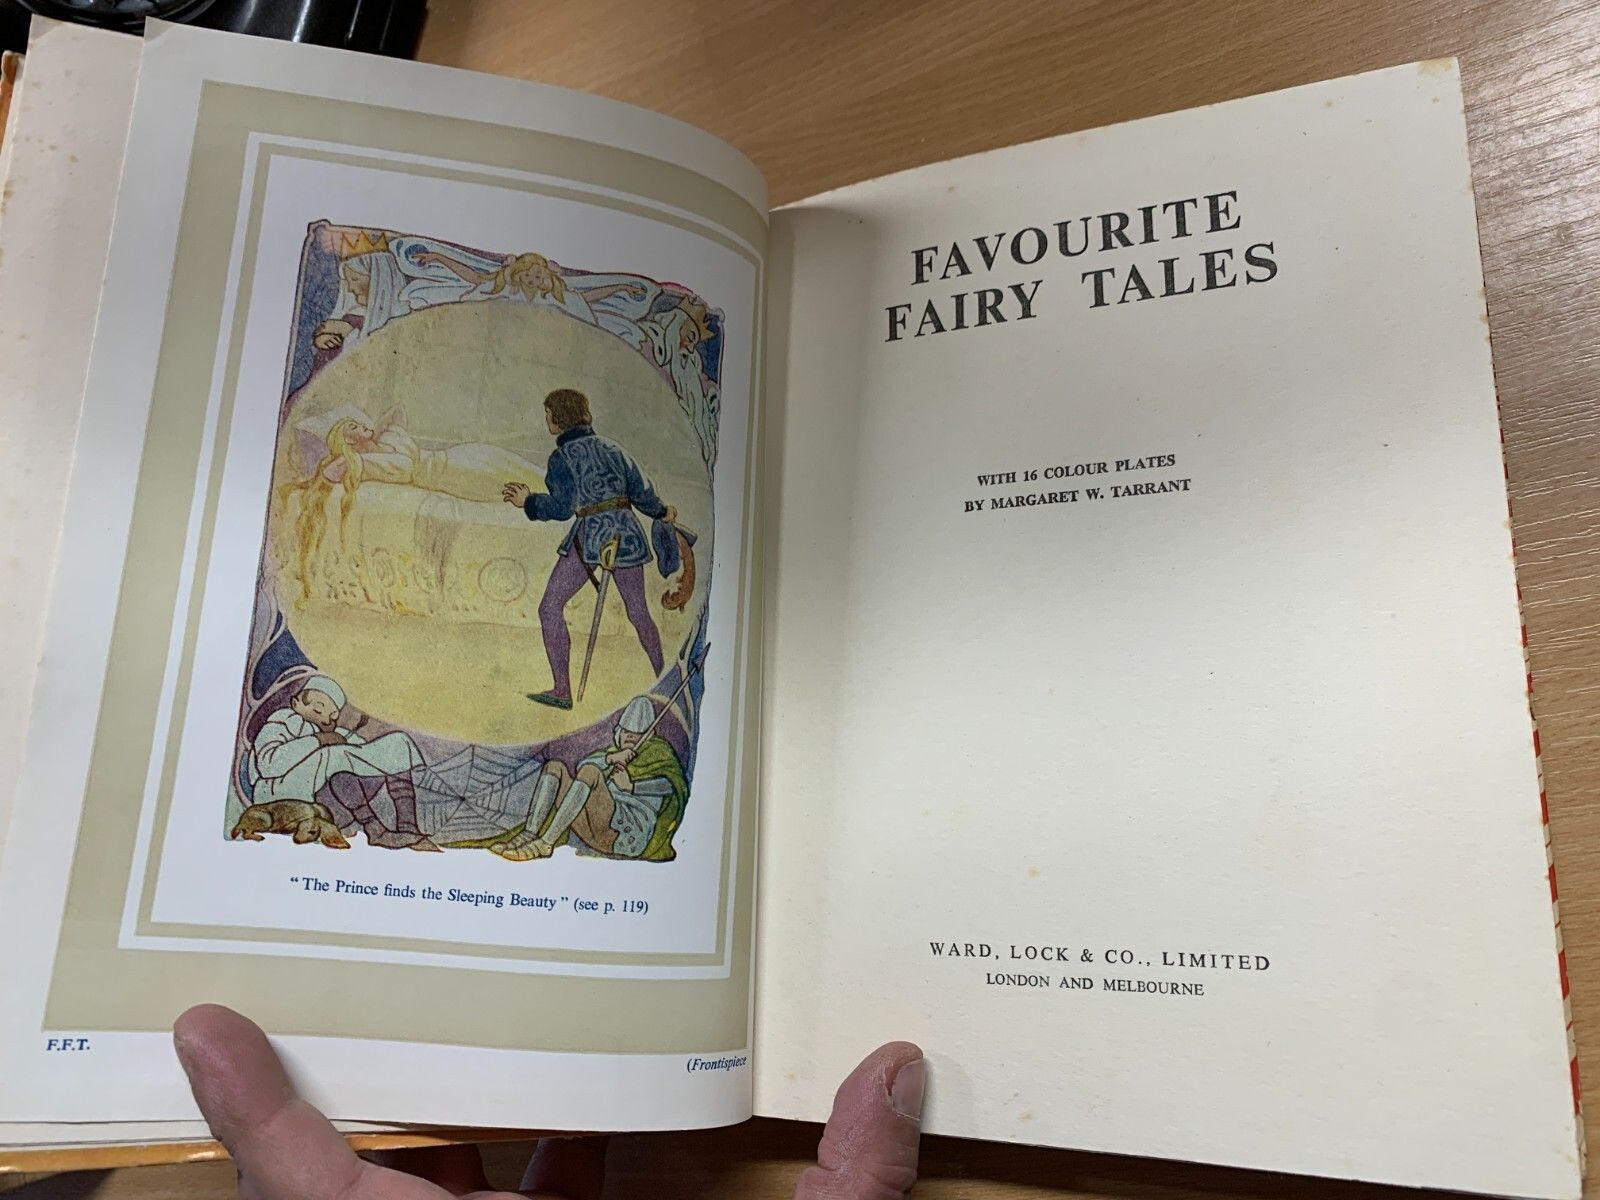 "The Prince finds the Sleeping Beauty" (see p. 119)
F.F.T.
(Frontispiece
FAVOURITE
FAIRY TALES
WITH 16 COLOUR PLATES
BY MARGARET W. TARRANT
WARD, LOCK & CO., LIMITED
LONDON AND MELBOURNE